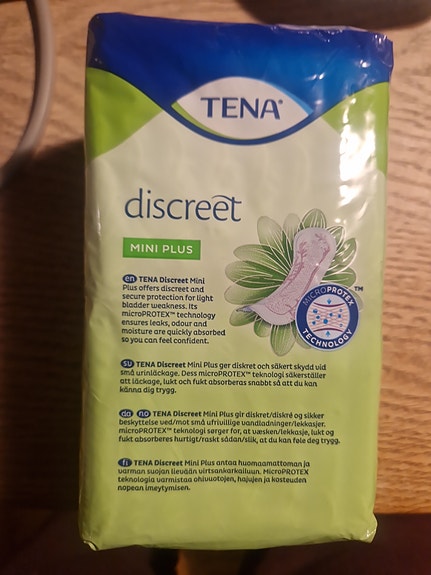 TENA®
discreet
MINI PLUS
MICROPROTEX™
TECHNOLOGY
en TENA Discreet Mini
Plus offers discreet and
secure protection for light
bladder weakness. Its
microPROTEX™ technology
ensures leaks, odour and
moisture are quickly absorbed
so you can feel confident.
sv TENA Discreet Mini Plus ger diskret och säkert skydd vid
små urinläckage. Dess microPROTEX™ teknologi säkerställer
att läckage, lukt och fukt absorberas snabbt så att du kan
känna dig trygg.
da no TENA Discreet Mini Plus gir diskret/diskré og sikker
beskyttelse ved/mot små ufrivillige vandladninger/lekkasjer.
microPROTEX™ teknologi sørger for, at væsken/lekkasje, lukt og
fukt absorberes hurtigt/raskt sådan/slik, at du kan føle deg trygg.
fi TENA Discreet Mini Plus antaa huomaamattoman ja
varman suojan lievään virtsankarkailuun. MicroPROTEX
teknologia varmistaa ohivuotojen, hajujen ja kosteuden
nopean imeytymisen.